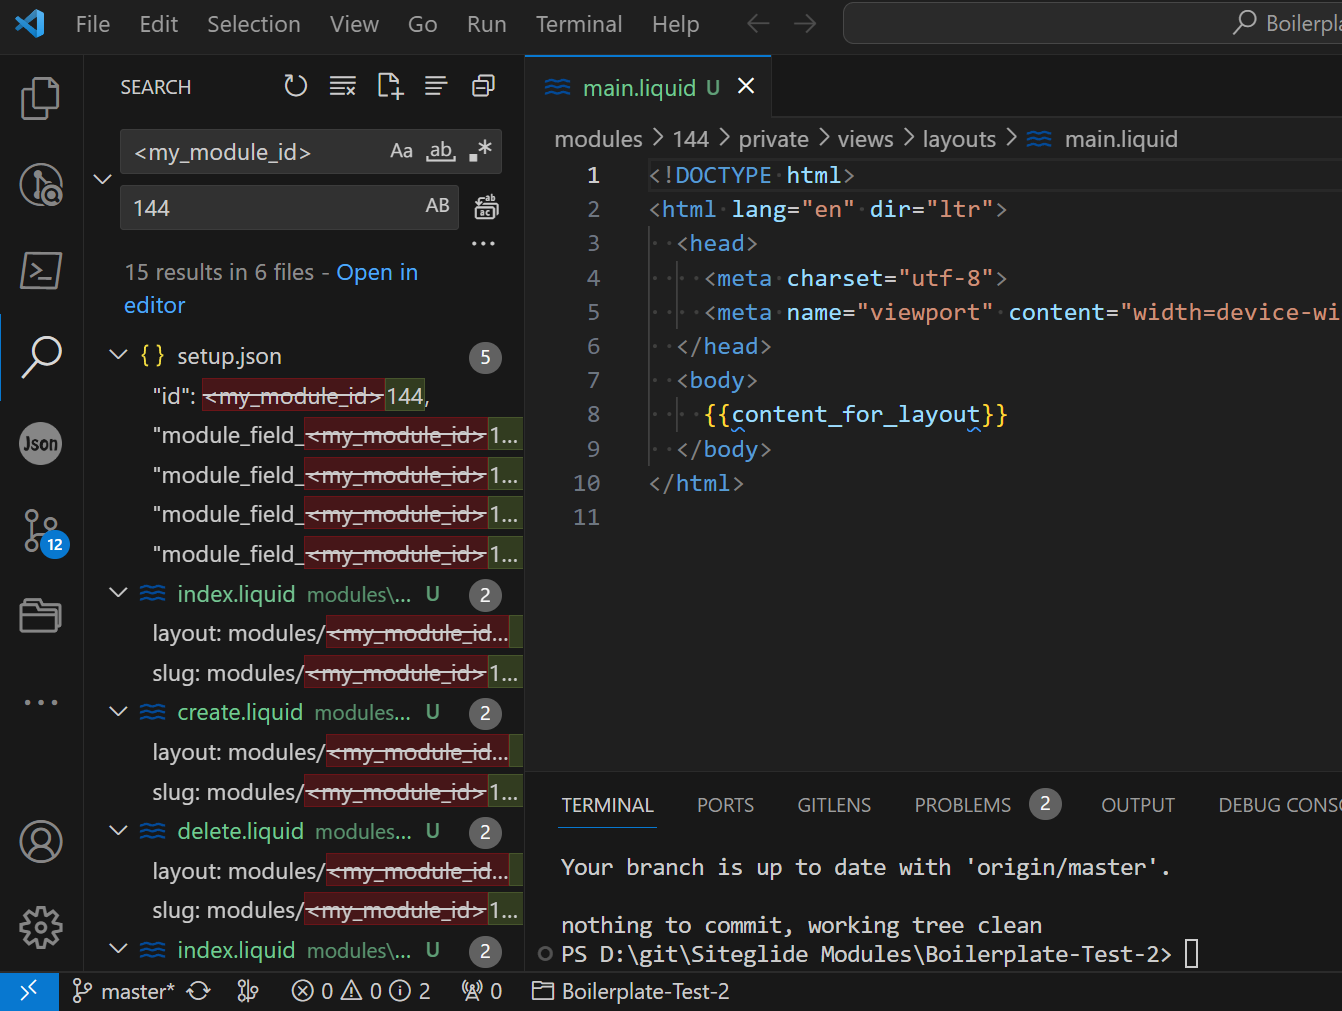 File Edit Selection View Go Run Terminal Help Boilerpla
SEARCH
<my_module_id> Aa ab
144 AB
15 results in 6 files - Open in
editor
{ } setup.json 5
"id": <my_module_id>144,
"module_field_<my_module_id>1...
"module_field_<my_module_id>1...
"module_field_<my_module_id>1...
"module_field_<my_module_id>1...
index.liquid modules\... U 2
layout: modules/<my_module_id...
slug: modules/<my_module_id>1...
create.liquid modules... U 2
layout: modules/<my_module_id...
slug: modules/<my_module_id>1...
delete.liquid modules... U 2
layout: modules/<my_module_id...
slug: modules/<my_module_id>1...
index.liquid modules\... U 2
Json
12
main.liquid U
modules > 144 > private > views > layouts > main.liquid
1 <!DOCTYPE html>
2 <html lang="en" dir="ltr">
3 <head>
4 <meta charset="utf-8">
5 <meta name="viewport" content="width=device-wi
6 </head>
7 <body>
8 {{content_for_layout}}
9 </body>
10 </html>
11
TERMINAL PORTS GITLENS PROBLEMS 2 OUTPUT DEBUG CONSO
Your branch is up to date with 'origin/master'.
nothing to commit, working tree clean
PS D:\git\Siteglide Modules\Boilerplate-Test-2>
master* 0 0 2 0 Boilerplate-Test-2